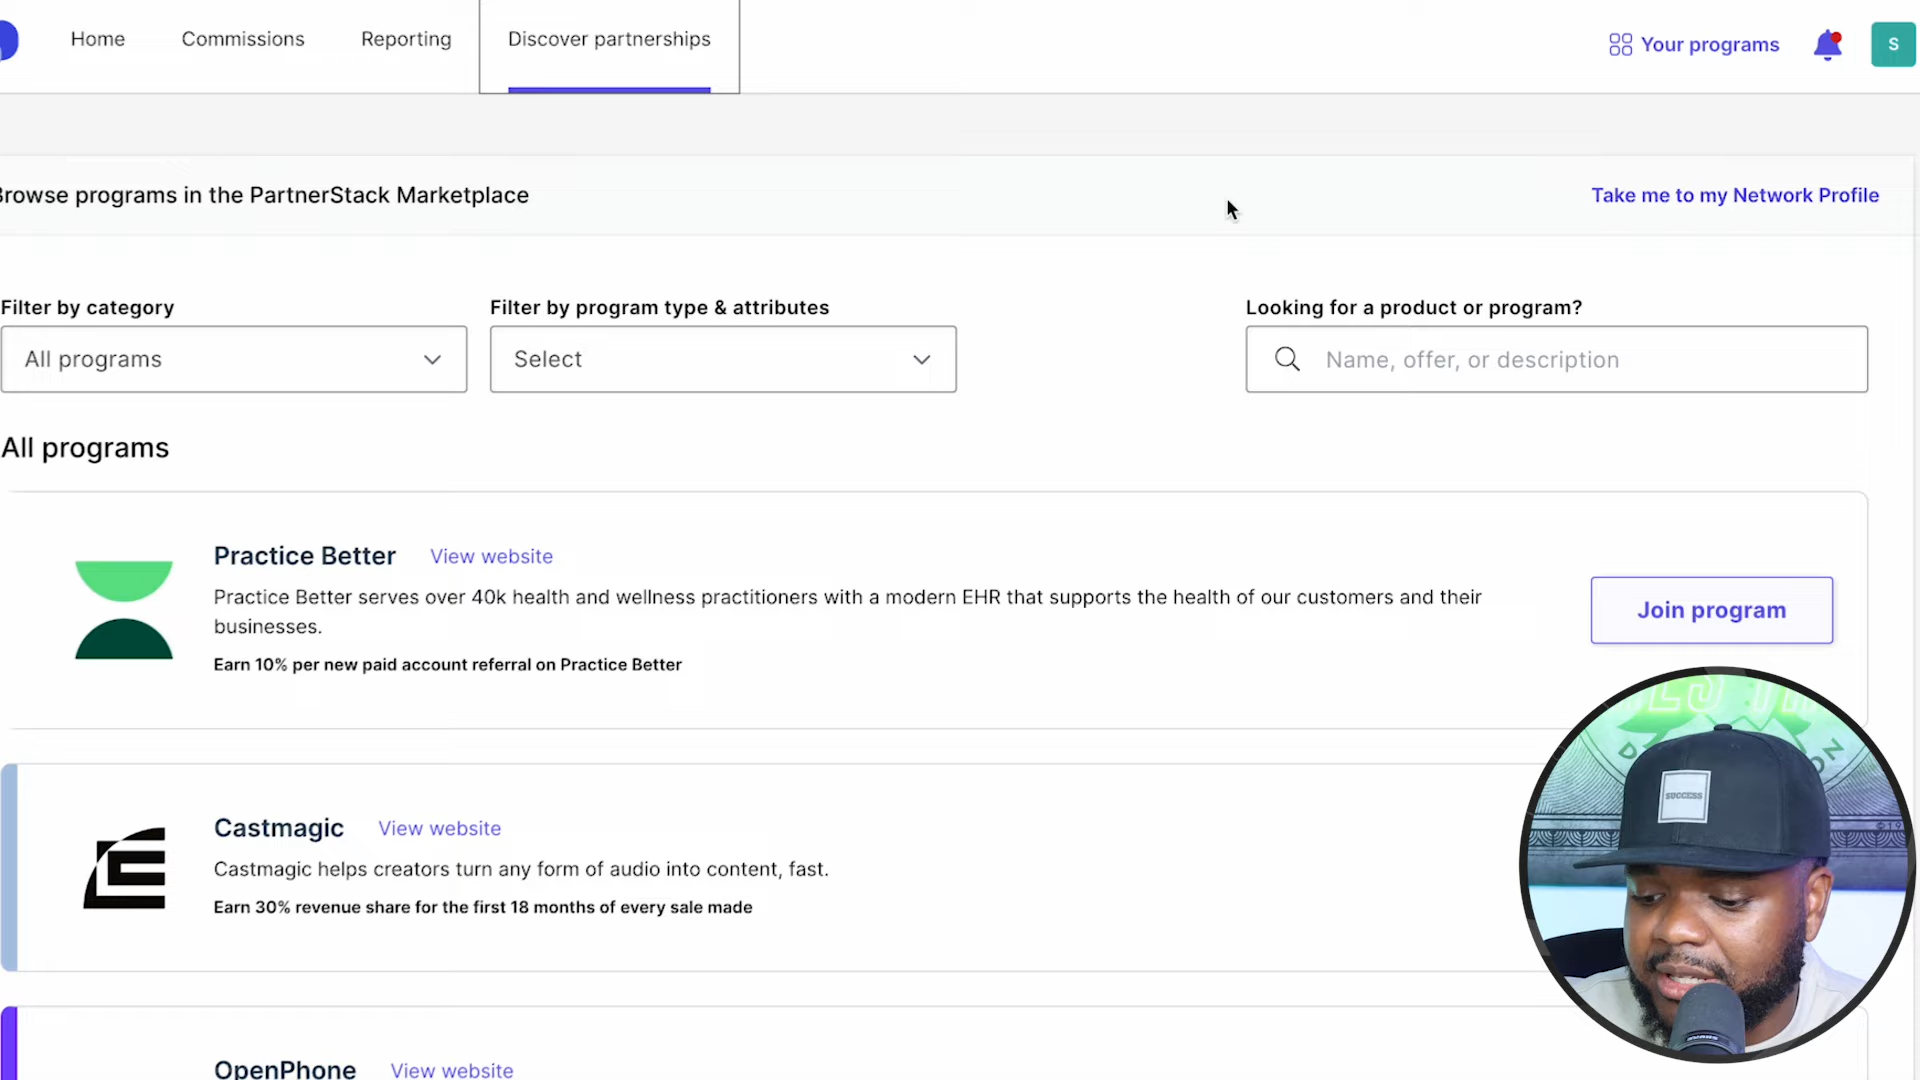 Home
Commissions
Reporting
Discover partnerships
Your programs
S
Browse programs in the PartnerStack Marketplace
Take me to my Network Profile
Filter by category
Filter by program type & attributes
Looking for a product or program?
All programs
Select
Name, offer, or description
All programs
Practice Better
View website
Practice Better serves over 40k health and wellness practitioners with a modern EHR that supports the health of our customers and their
businesses.
Earn 10% per new paid account referral on Practice Better
Join program
Castmagic
View website
Castmagic helps creators turn any form of audio into content, fast.
Earn 30% revenue share for the first 18 months of every sale made
SUCCESS
OpenPhone
View website